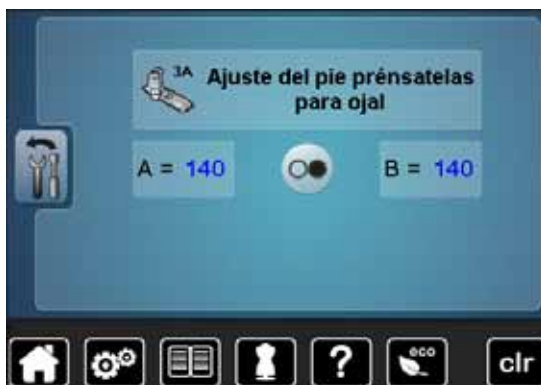 3A Ajuste del pie prénsatelas
para ojal
A = 140 B = 140
? eco clr